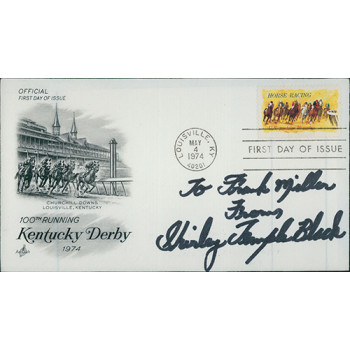 OFFICIAL
FIRST DAY OF ISSUE
CHURCHILL DOWNS
LOUISVILLE, KENTUCKY
100TH RUNNING
Kentucky Derby
1974
HORSE RACING
LOUISVILLE, KY
MAY
4
1974
40201
FIRST DAY OF ISSUE
To Frank Miller
From
Shirley Temple Black